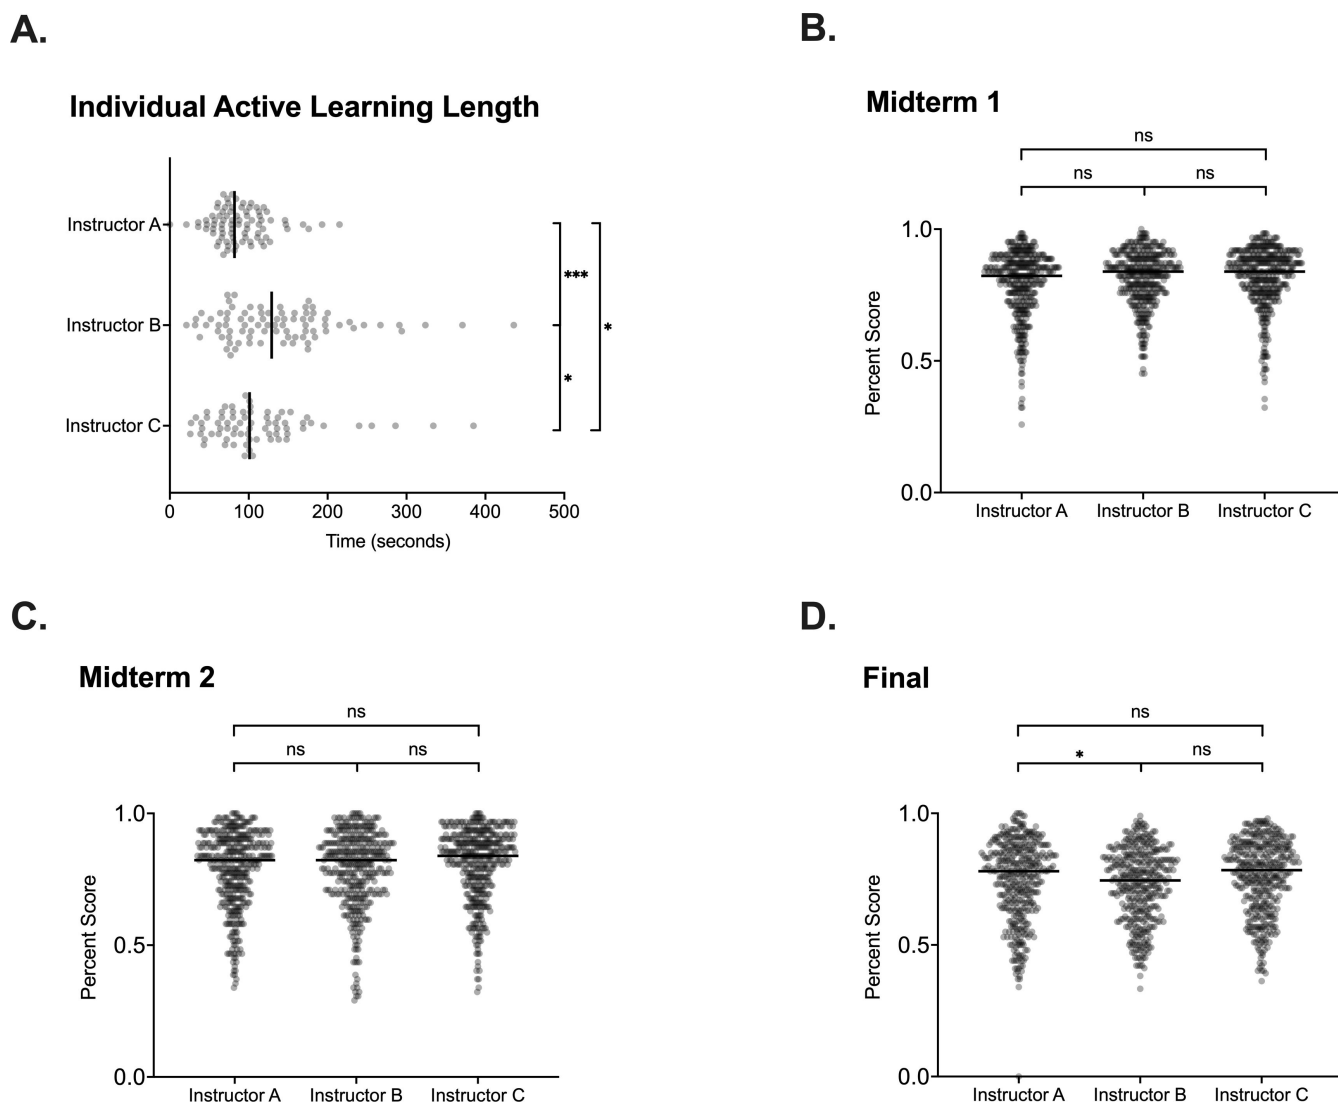 A.
Individual Active Learning Length
Instructor A
Instructor B
Instructor C
***
*
*
0 100 200 300 400 500
Time (seconds)
B.
Midterm 1
ns
ns ns
1.0
0.5
0.0
Percent Score
Instructor A Instructor B Instructor C
C.
Midterm 2
ns
ns ns
1.0
0.5
0.0
Percent Score
Instructor A Instructor B Instructor C
D.
Final
ns
* ns
1.0
0.5
0.0
Percent Score
Instructor A Instructor B Instructor C